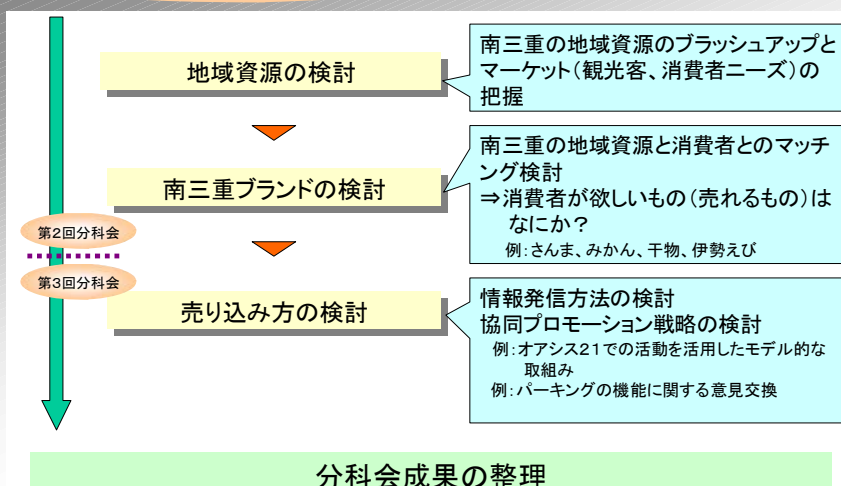 地域資源の検討
南三重の地域資源のブラッシュアップと
マーケット(観光客、消費者ニーズ)の
把握
南三重ブランドの検討
南三重の地域資源と消費者とのマッチ
ング検討
⇒消費者が欲しいもの(売れるもの)は
なにか?
例:さんま、みかん、干物、伊勢えび
第2回分科会
第3回分科会
売り込み方の検討
情報発信方法の検討
協同プロモーション戦略の検討
例:オアシス21での活動を活用したモデル的な
取組み
例:パーキングの機能に関する意見交換
分科会成果の整理